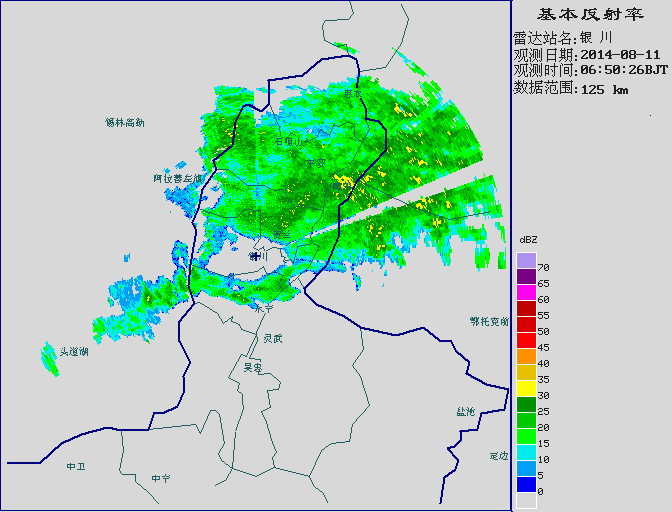 基本反射率
雷达站名:银 川
观测日期:2014-08-11
观测时间:06:50:26BJT
数据范围:125 km
锡林高勒
阿拉善左旗
石嘴山
平罗
银川
永宁
灵武
吴忠
头道湖
鄂托克前
盐池
定边
中卫
中宁
dBZ
70
65
60
55
50
45
40
35
30
25
20
15
10
5
0